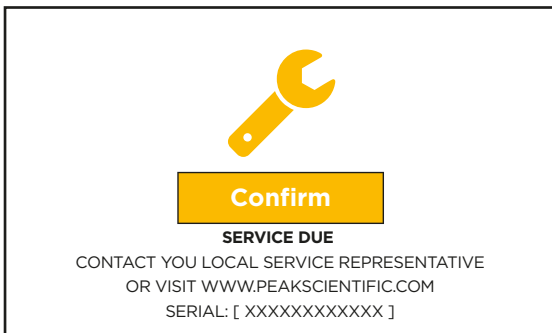 Confirm
SERVICE DUE
CONTACT YOU LOCAL SERVICE REPRESENTATIVE
OR VISIT WWW.PEAKSCIENTIFIC.COM
SERIAL: [ XXXXXXXXXXXX ]